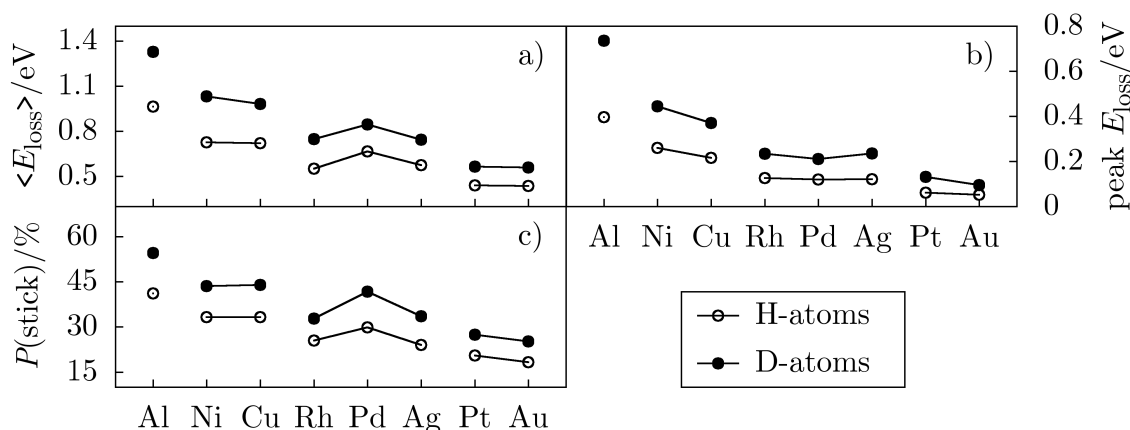 <E_loss>/eV
1.4
1.1
0.8
0.5
a)
b)
0.8
0.6
0.4
0.2
0
peak E_loss/eV
P(stick)/%
60
45
30
15
c)
Al Ni Cu Rh Pd Ag Pt Au
H-atoms
D-atoms
Al Ni Cu Rh Pd Ag Pt Au